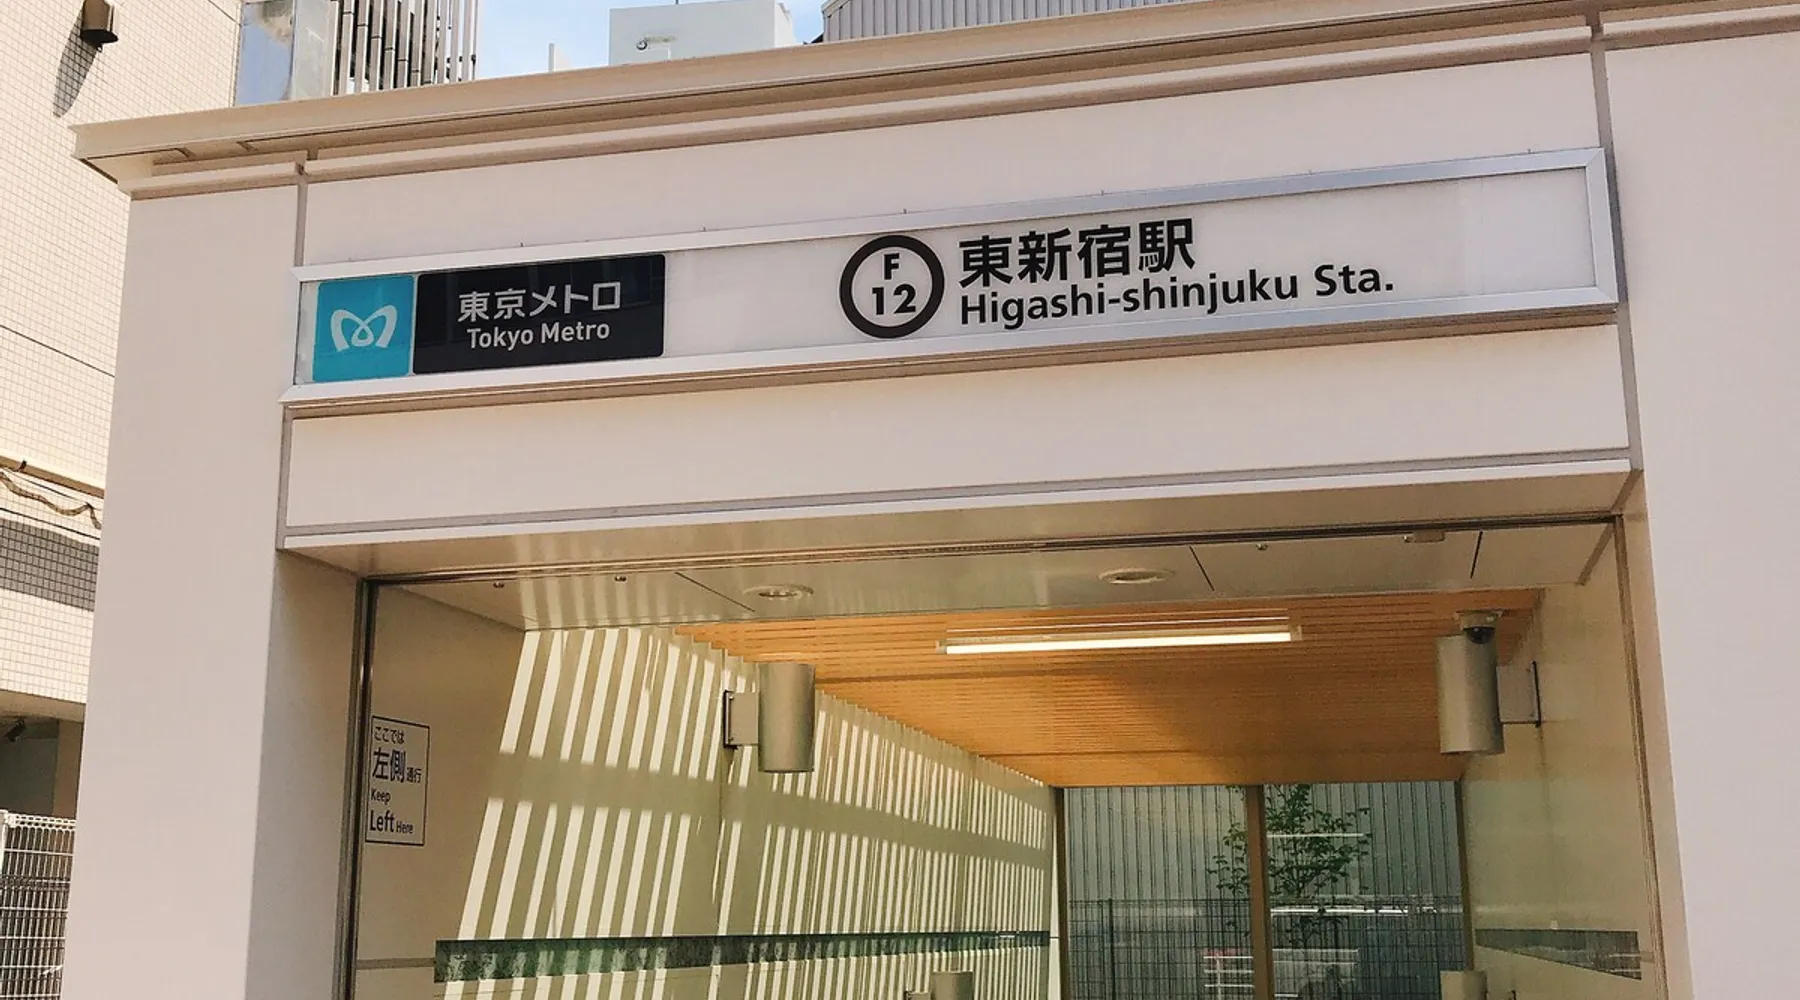 東京メトロ
Tokyo Metro
F
12
東新宿駅
Higashi-shinjuku Sta.
ここでは
左側通行
Keep
Left Here